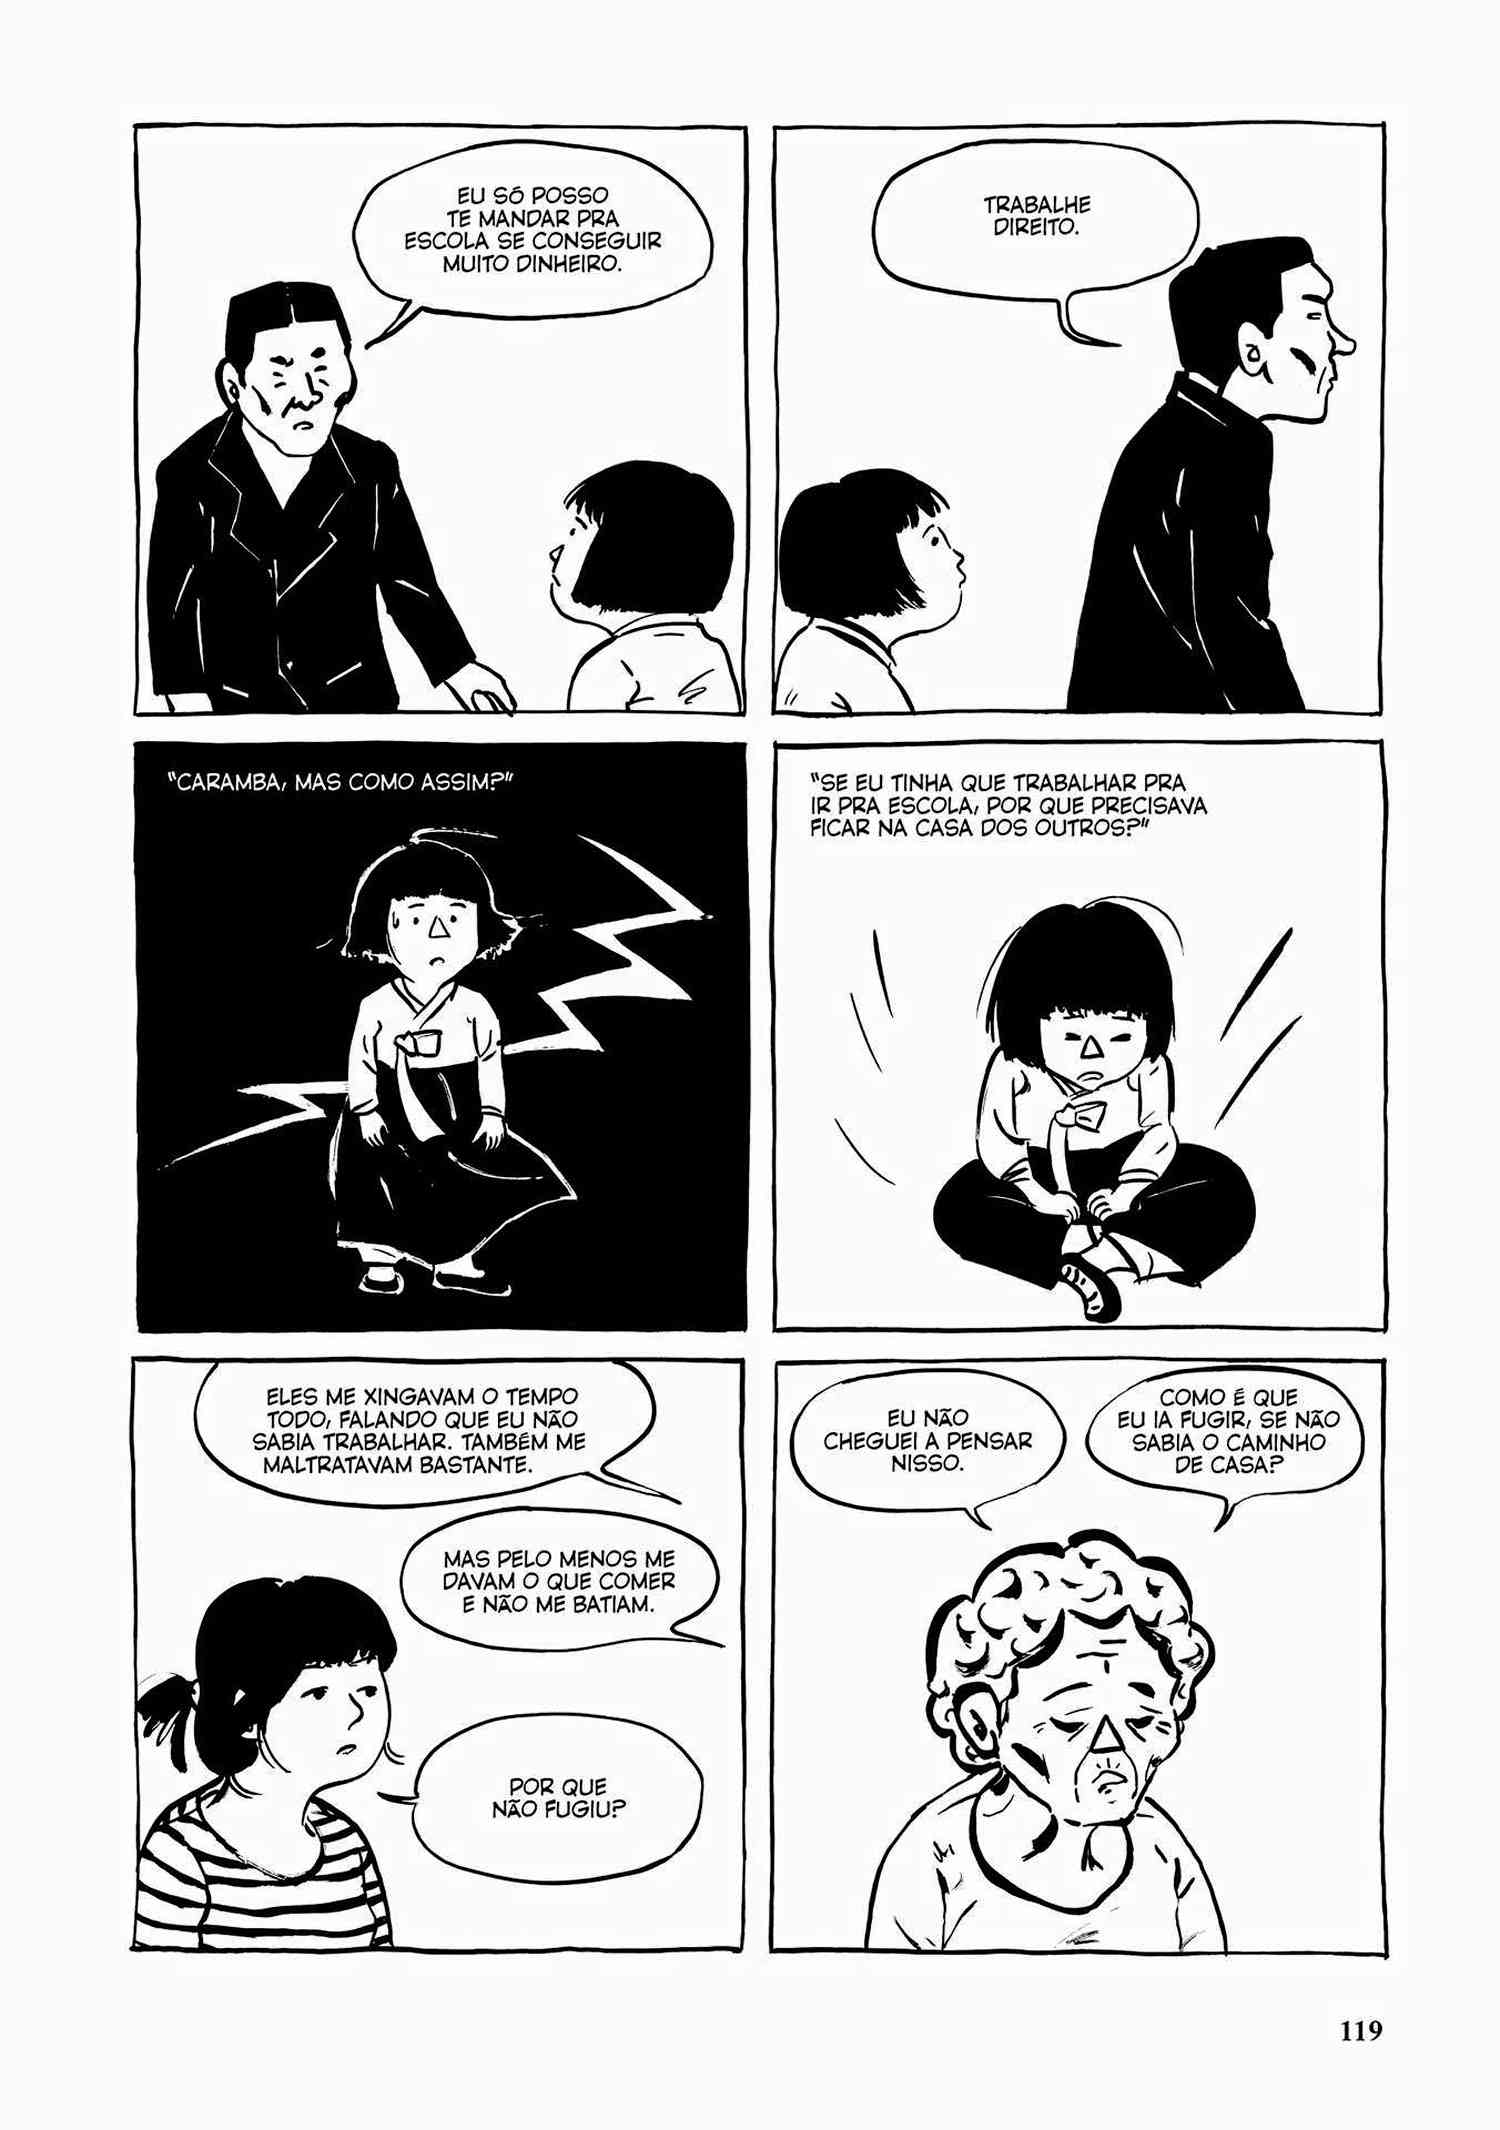 EU SÓ POSSO
TE MANDAR PRA
ESCOLA SE CONSEGUIR
MUITO DINHEIRO.
TRABALHE
DIREITO.
"CARAMBA, MAS COMO ASSIM?"
"SE EU TINHA QUE TRABALHAR PRA
IR PRA ESCOLA, POR QUE PRECISAVA
FICAR NA CASA DOS OUTROS?"
ELES ME XINGAVAM O TEMPO
TODO, FALANDO QUE EU NÃO
SABIA TRABALHAR. TAMBÉM ME
MALTRATAVAM BASTANTE.
MAS PELO MENOS ME
DAVAM O QUE COMER
E NÃO ME BATIAM.
POR QUE
NÃO FUGIU?
EU NÃO
CHEGUEI A PENSAR
NISSO.
COMO É QUE
EU IA FUGIR, SE NÃO
SABIA O CAMINHO
DE CASA?
119